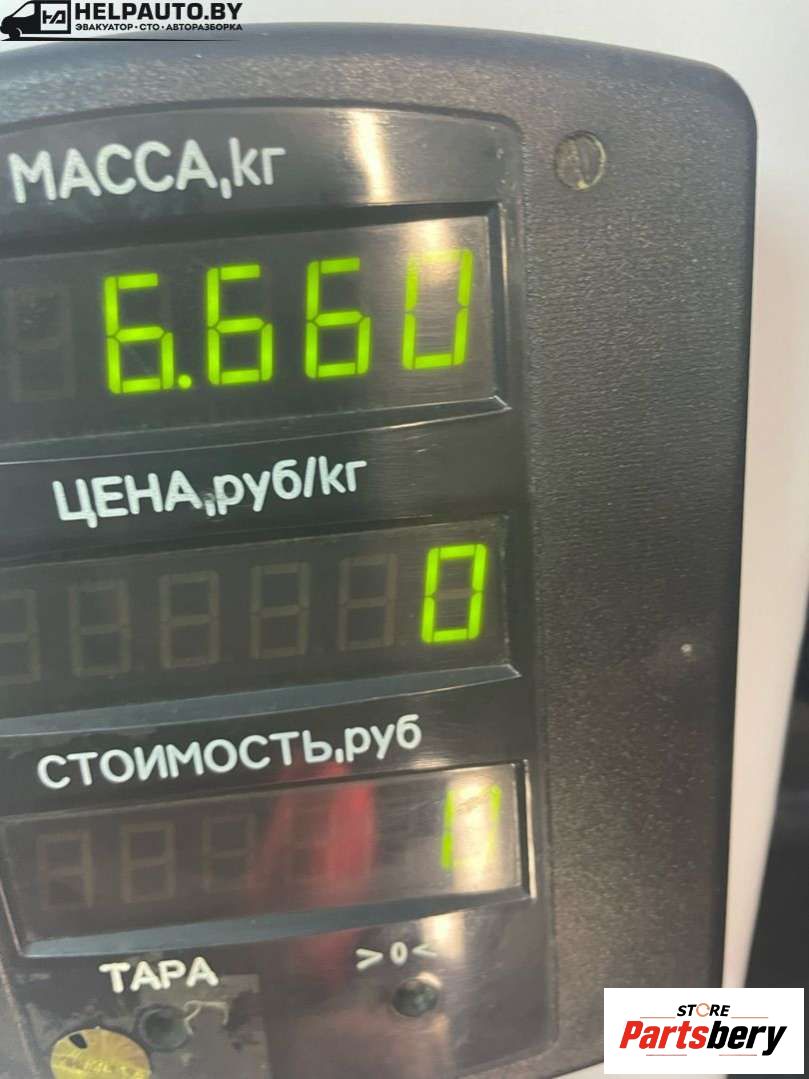 HELPAUTO.BY
ЭВАКУАТОР•СТО•АВТОРАЗБОРКА
МАССА,кг
6.660
ЦЕНА,руб/кг
0
СТОИМОСТЬ,руб
ТАРА
>0<
STORE
Partsbery